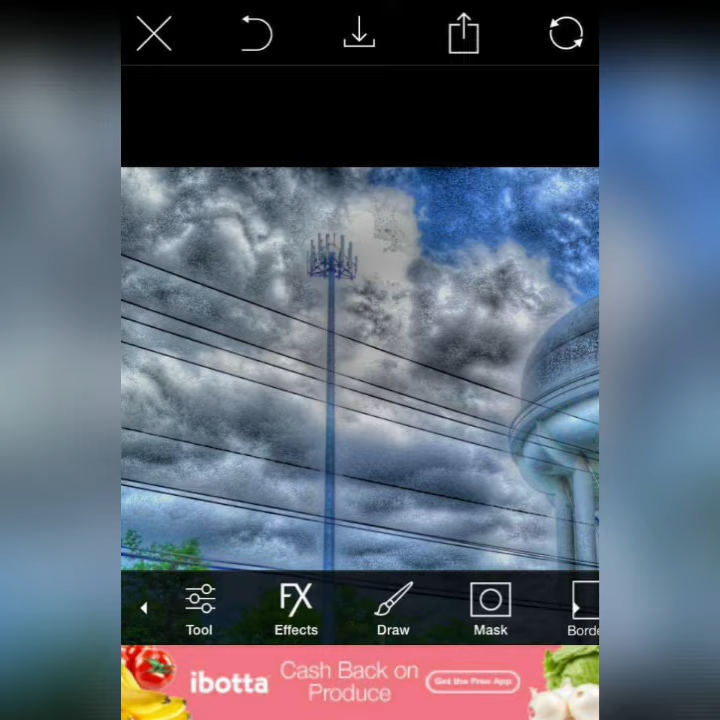 Tool
FX
Effects
Draw
Mask
Borde
ibotta
Cash Back on
Produce
Get the Free App